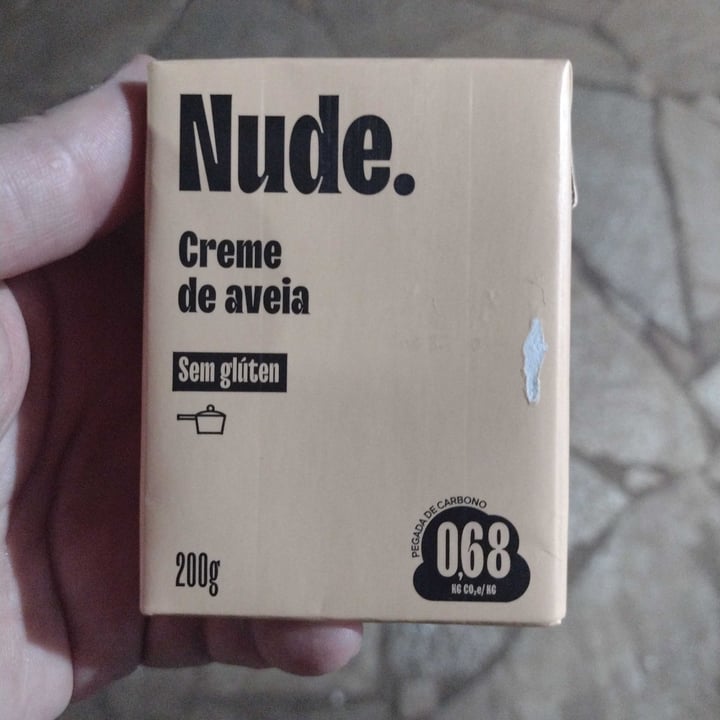 Nude.
Creme
de aveia
Sem glúten
200g
PEGADA DE CARBONO
0,68
KG CO₂e/KG